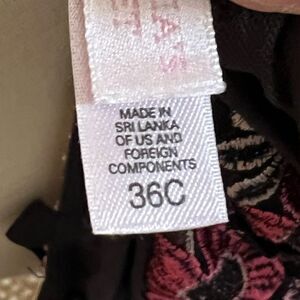 MADE IN
SRI LANKA
OF US AND
FOREIGN
COMPONENTS
36C